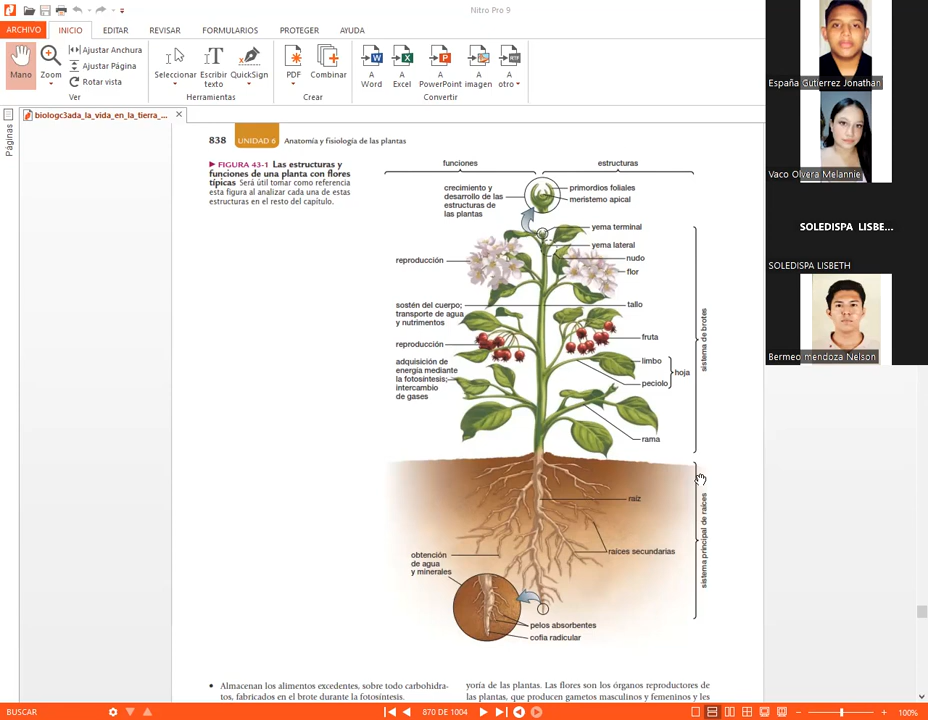 Nitro Pro 9
ARCHIVO INICIO EDITAR REVISAR FORMULARIOS PROTEGER AYUDA
Mano
Zoom
Ajustar Anchura
Ajustar Página
Rotar vista
Ver
Seleccionar
Escribir texto
QuickSign
Herramientas
PDF
Combinar
Crear
A Word
A Excel
A PowerPoint
A imagen
A otro
Convertir
Páginas
biologc3ada_la_vida_en_la_tierra_...
838 UNIDAD 6 Anatomía y fisiología de las plantas
FIGURA 43-1 Las estructuras y
funciones de una planta con flores
típicas Será útil tomar como referencia
esta figura al analizar cada una de estas
estructuras en el resto del capítulo.
funciones
estructuras
crecimiento y
desarrollo de las
estructuras de
las plantas
primordios foliales
meristemo apical
yema terminal
yema lateral
nudo
reproducción
flor
sostén del cuerpo;
transporte de agua
y nutrimentos
tallo
reproducción
fruta
adquisición de
energía mediante
la fotosíntesis;
intercambio
de gases
limbo
hoja
peciolo
rama
sistema de brotes
raíz
raíces secundarias
sistema principal de raíces
obtención
de agua
y minerales
pelos absorbentes
cofia radicular
• Almacenan los alimentos excedentes, sobre todo carbohidra-
tos, fabricados en el brote durante la fotosíntesis.
yoría de las plantas. Las flores son los órganos reproductores de
las plantas, que producen gametos masculinos y femeninos y les
España Gutierrez Jonathan
Vaco Olvera Melannie
SOLEDISPA LISBE...
SOLEDISPA LISBETH
Bermeo mendoza Nelson
870 DE 1004
100%